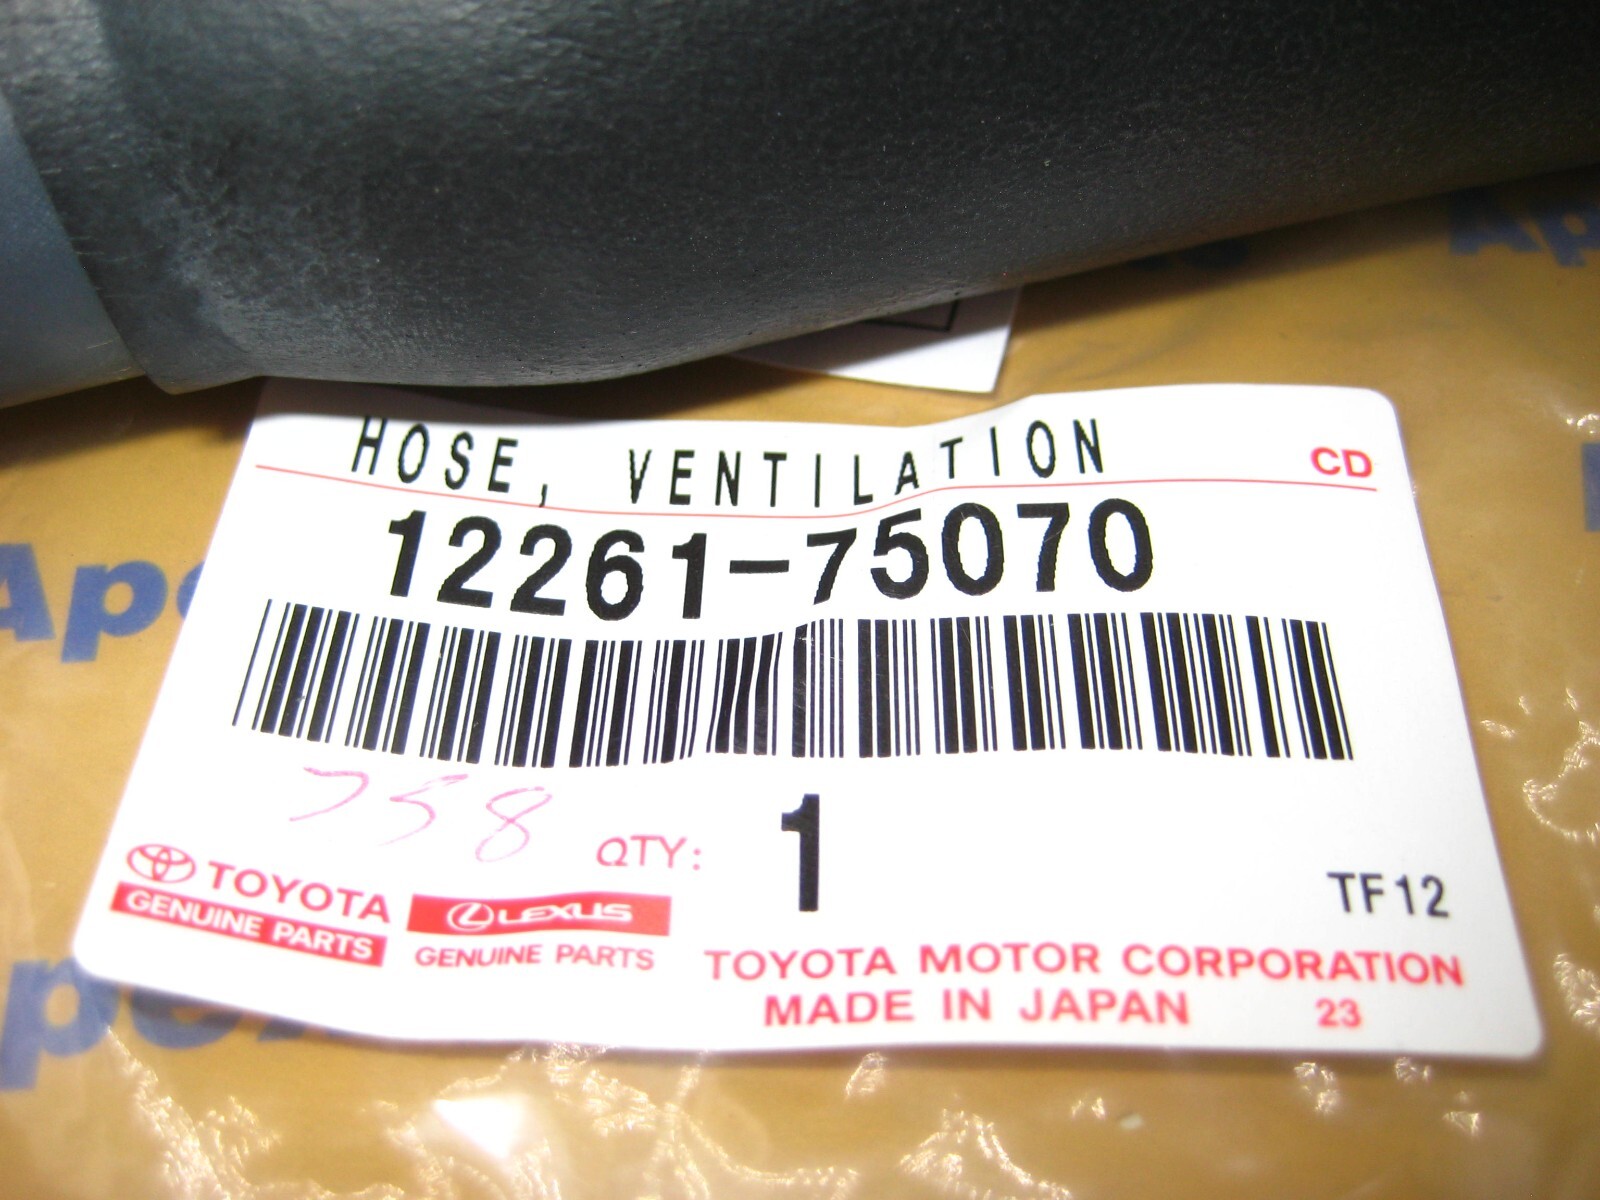 HOSE, VENTILATION
CD
12261-75070
758
QTY: 1
TF12
TOYOTA
GENUINE PARTS
LEXUS
GENUINE PARTS
TOYOTA MOTOR CORPORATION
MADE IN JAPAN
23